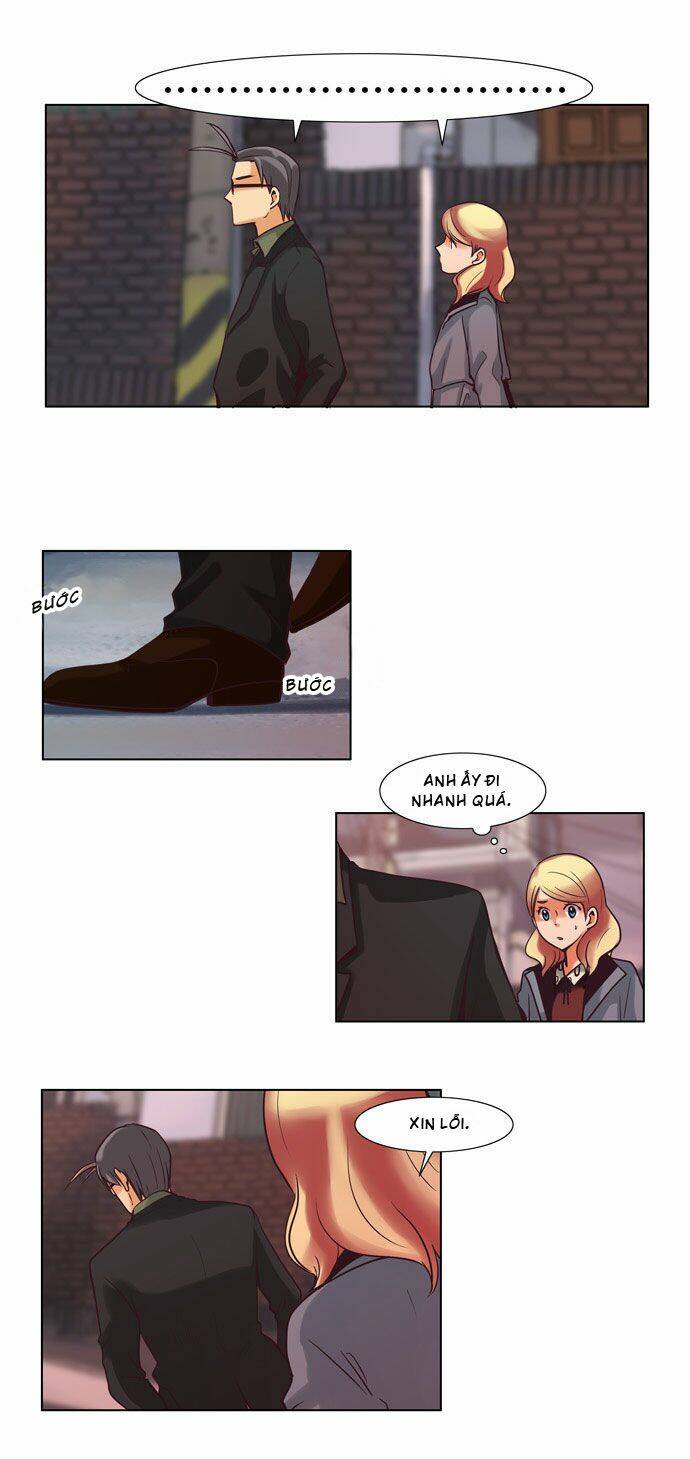 ..............................
BƯỚC
BƯỚC
ANH ẤY ĐI
NHANH QUÁ.
XIN LỖI.